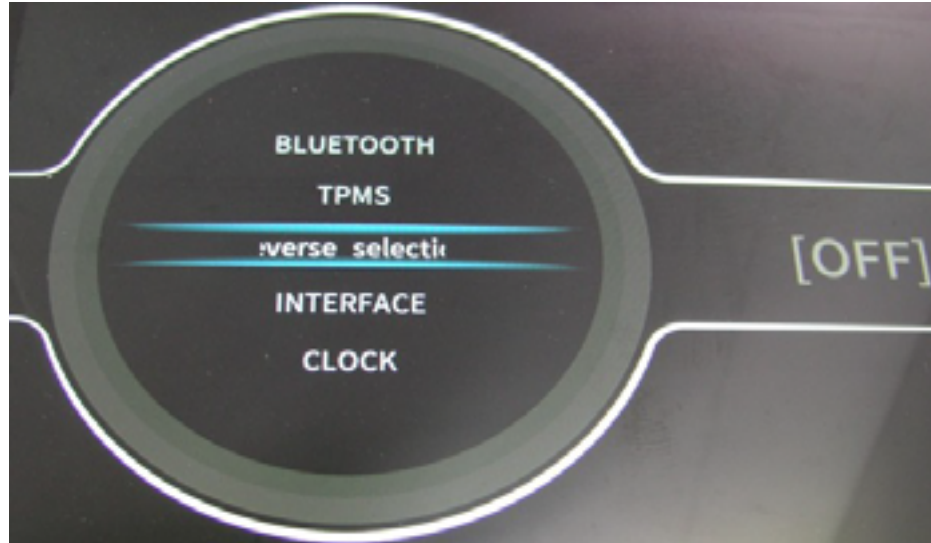 BLUETOOTH
TPMS
verse selecti
[OFF]
INTERFACE
CLOCK